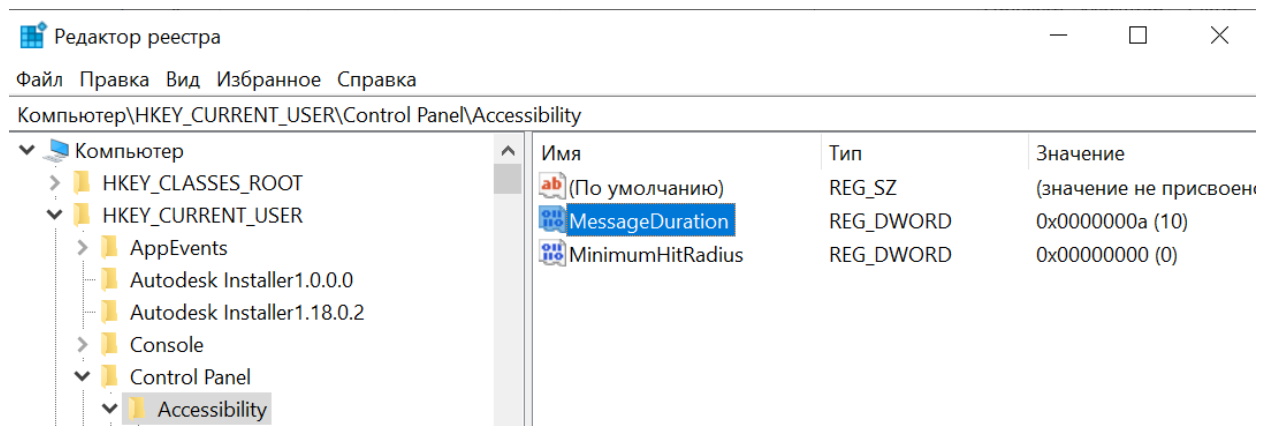 Редактор реестра
Файл Правка Вид Избранное Справка
Компьютер\HKEY_CURRENT_USER\Control Panel\Accessibility
Компьютер
HKEY_CLASSES_ROOT
HKEY_CURRENT_USER
AppEvents
Autodesk Installer1.0.0.0
Autodesk Installer1.18.0.2
Console
Control Panel
Accessibility
Имя Тип Значение
(По умолчанию) REG_SZ (значение не
MessageDuration REG_DWORD 0x0000000a (10)
MinimumHitRadius REG_DWORD 0x00000000 (0)